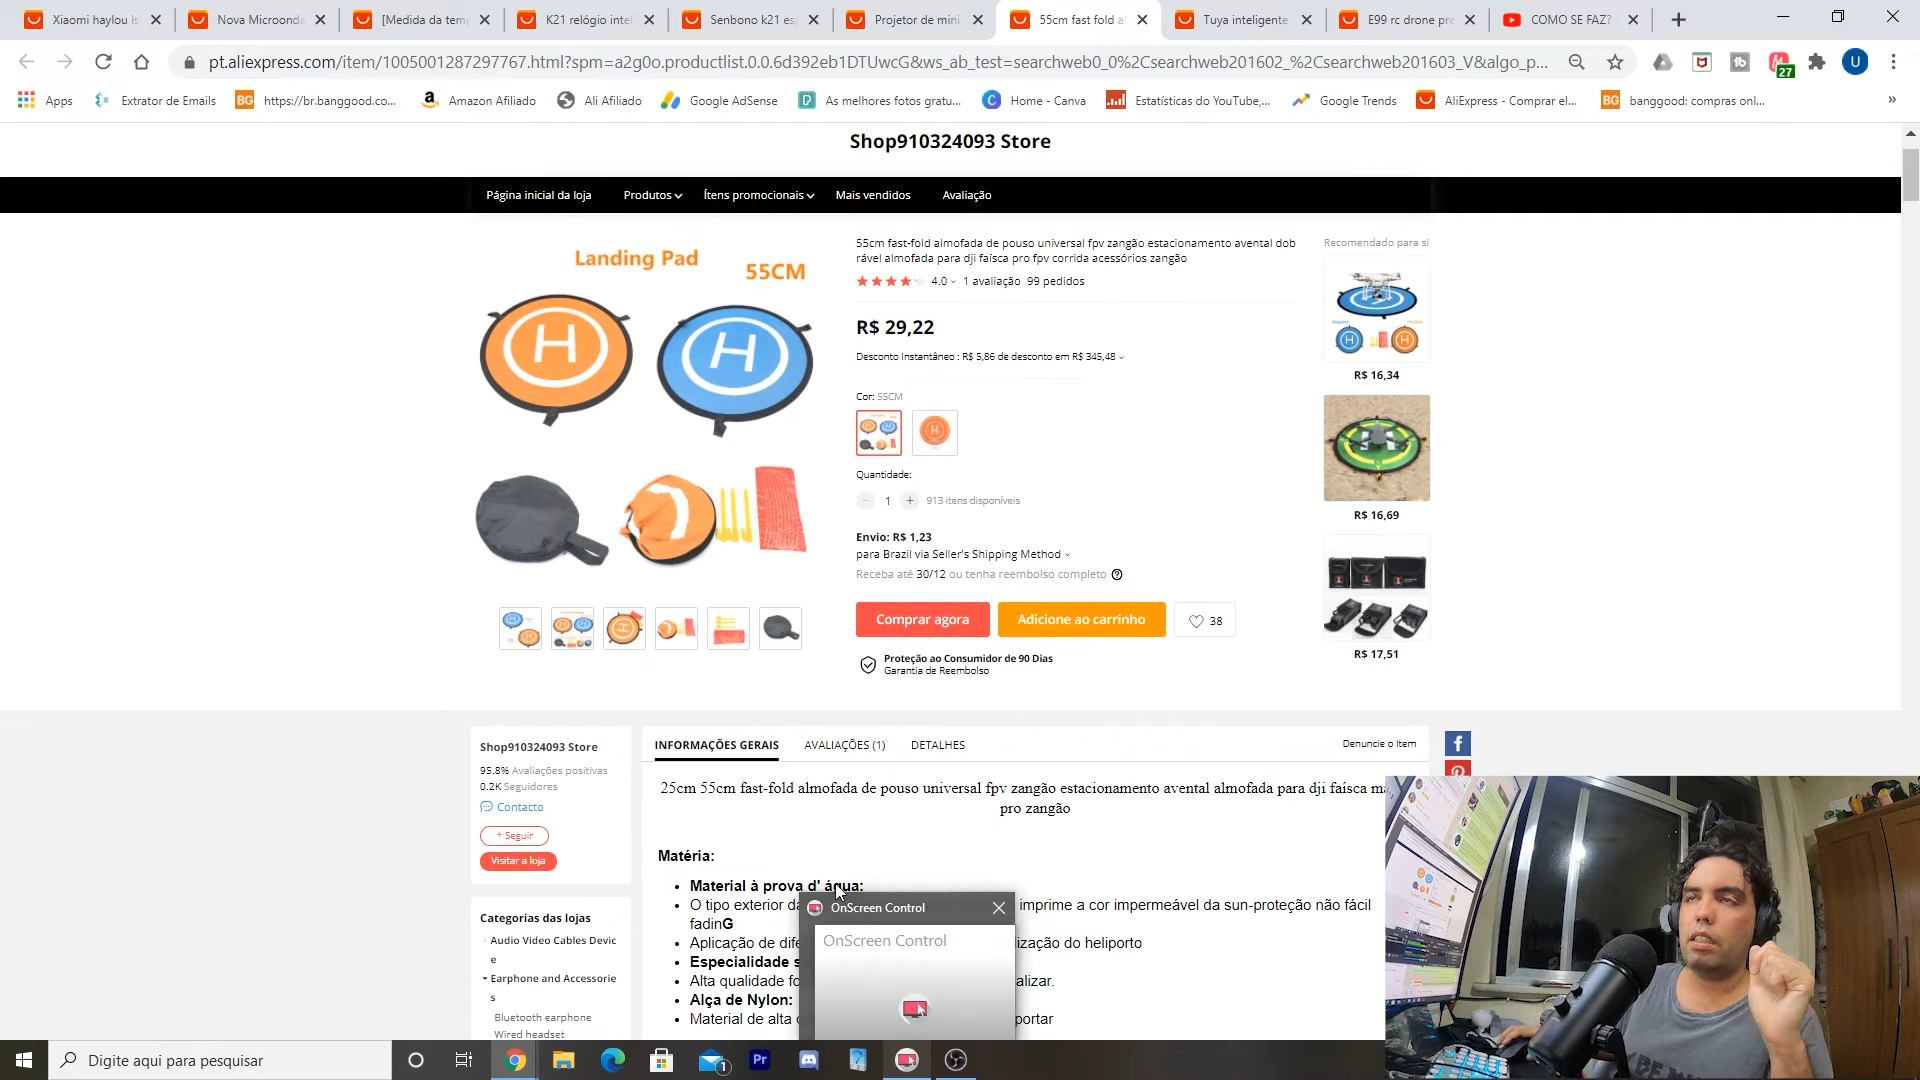 Xiaomi haylou ls
Nova Microonda
[Medida da tem
K21 relógio intel
Senbono k21 es
Projetor de mini
55cm fast fold a
Tuya inteligente
E99 rc drone pre
COMO SE FAZ?
pt.aliexpress.com/item/1005001287297767.html?spm=a2g0o.productlist.0.0.6d392eb1DTUwcG&ws_ab_test=searchweb0_0%2Csearchweb201602_%2Csearchweb201603_V&algo_p...
27
U
Apps
Extrator de Emails
BG https://br.banggood.co...
Amazon Afiliado
Ali Afiliado
Google AdSense
As melhores fotos gratu...
Home - Canva
Estatísticas do YouTube,...
Google Trends
AliExpress - Comprar el...
BG banggood: compras onl...
Shop910324093 Store
Página inicial da loja
Produtos
Ítens promocionais
Mais vendidos
Avaliação
Landing Pad
55CM
H
H
55cm fast-fold almofada de pouso universal fpv zangão estacionamento avental dob
rável almofada para dji faísca pro fpv corrida acessórios zangão
4.0 1 avaliação 99 pedidos
R$ 29,22
Desconto Instantâneo : R$ 5,86 de desconto em R$ 345,48
Cor: 55CM
Quantidade:
1 + 913 itens disponíveis
Envio: R$ 1,23
para Brazil via Seller's Shipping Method
Receba até 30/12 ou tenha reembolso completo
Comprar agora
Adicione ao carrinho
38
Proteção ao Consumidor de 90 Dias
Garantia de Reembolso
Recomendado para si
R$ 16,34
R$ 16,69
R$ 17,51
Shop910324093 Store
95.8% Avaliações positivas
0.2K Seguidores
Contacto
+ Seguir
Visitar a loja
Categorias das lojas
Audio Video Cables Devic
e
Earphone and Accessorie
s
Bluetooth earphone
Wired headset
INFORMAÇÕES GERAIS
AVALIAÇÕES (1)
DETALHES
Denuncie o Item
25cm 55cm fast-fold almofada de pouso universal fpv zangão estacionamento avental almofada para dji faísca ma
pro zangão
Matéria:
• Material à prova d' água:
• O tipo exterior da imprime a cor impermeável da sun-proteção não fácil
fadinG
• Aplicação de dife ização do heliporto
• Especialidade s
• Alta qualidade fo alizar.
• Alça de Nylon:
• Material de alta portar
OnScreen Control
OnScreen Control
Digite aqui para pesquisar
1
Pr